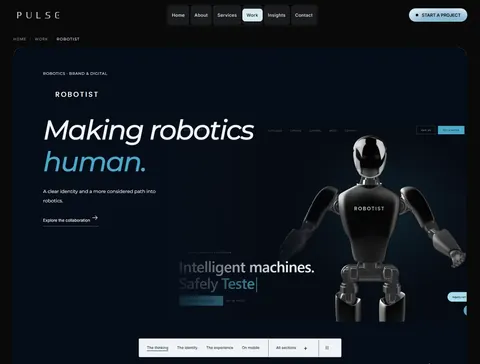 PULSE
Home
About
Services
Work
Insights
Contact
START A PROJECT
HOME / WORK / ROBOTIST
ROBOTICS · BRAND & DIGITAL
ROBOTIST
Making robotics
human.
A clear identity and a more considered path into
robotics.
Explore the collaboration
ROBOTIST
Intelligent machines.
Safely Teste
The thinking
The identity
The experience
On mobile
All sections +